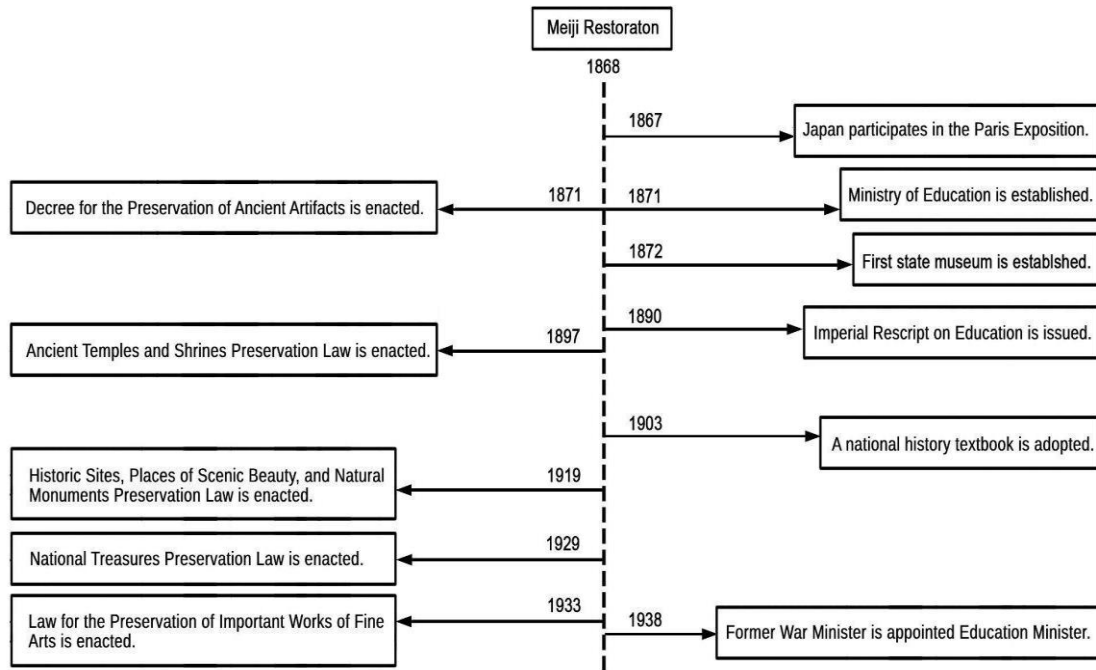 Meiji Restoraton
1868
1867
Japan participates in the Paris Exposition.
1871
Decree for the Preservation of Ancient Artifacts is enacted.
1871
Ministry of Education is established.
1872
First state museum is establshed.
1890
Imperial Rescript on Education is issued.
1897
Ancient Temples and Shrines Preservation Law is enacted.
1903
A national history textbook is adopted.
1919
Historic Sites, Places of Scenic Beauty, and Natural
Monuments Preservation Law is enacted.
1929
National Treasures Preservation Law is enacted.
1933
Law for the Preservation of Important Works of Fine
Arts is enacted.
1938
Former War Minister is appointed Education Minister.